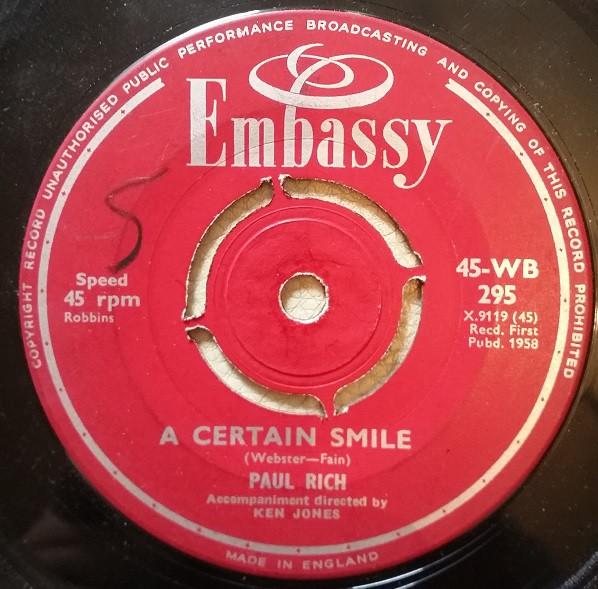 COPYRIGHT RECORD UNAUTHORISED PUBLIC PERFORMANCE BROADCASTING AND COPYING OF THIS RECORD PROHIBITED
Embassy
5
Speed
45 rpm
Robbins
45-WB
295
X.9119 (45)
Recd. First
Pubd. 1958
A CERTAIN SMILE
(Webster—Fain)
PAUL RICH
Accompaniment directed by
KEN JONES
MADE IN ENGLAND